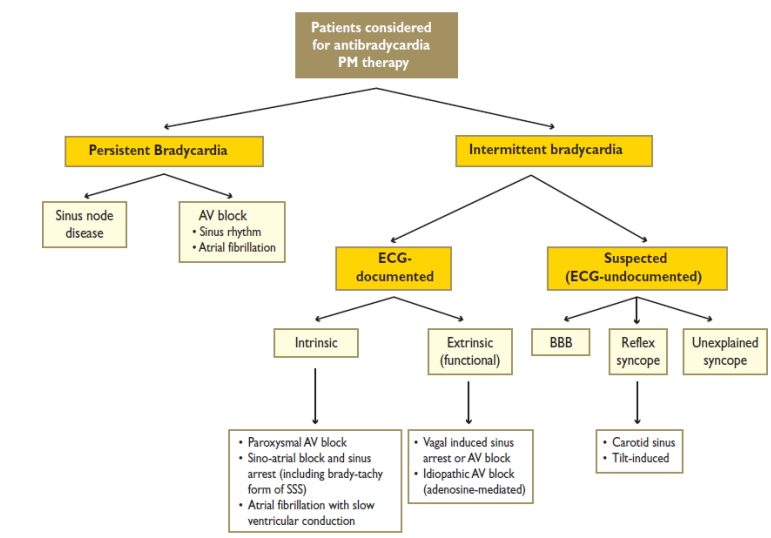 Patients considered
for antibradycardia
PM therapy
Persistent Bradycardia
Intermittent bradycardia
Sinus node
disease
AV block
• Sinus rhythm
• Atrial fibrillation
ECG-
documented
Suspected
(ECG-undocumented)
Intrinsic
Extrinsic
(functional)
BBB
Reflex
syncope
Unexplained
syncope
• Paroxysmal AV block
• Sino-atrial block and sinus
arrest (including brady-tachy
form of SSS)
• Atrial fibrillation with slow
ventricular conduction
• Vagal induced sinus
arrest or AV block
• Idiopathic AV block
(adenosine-mediated)
• Carotid sinus
• Tilt-induced